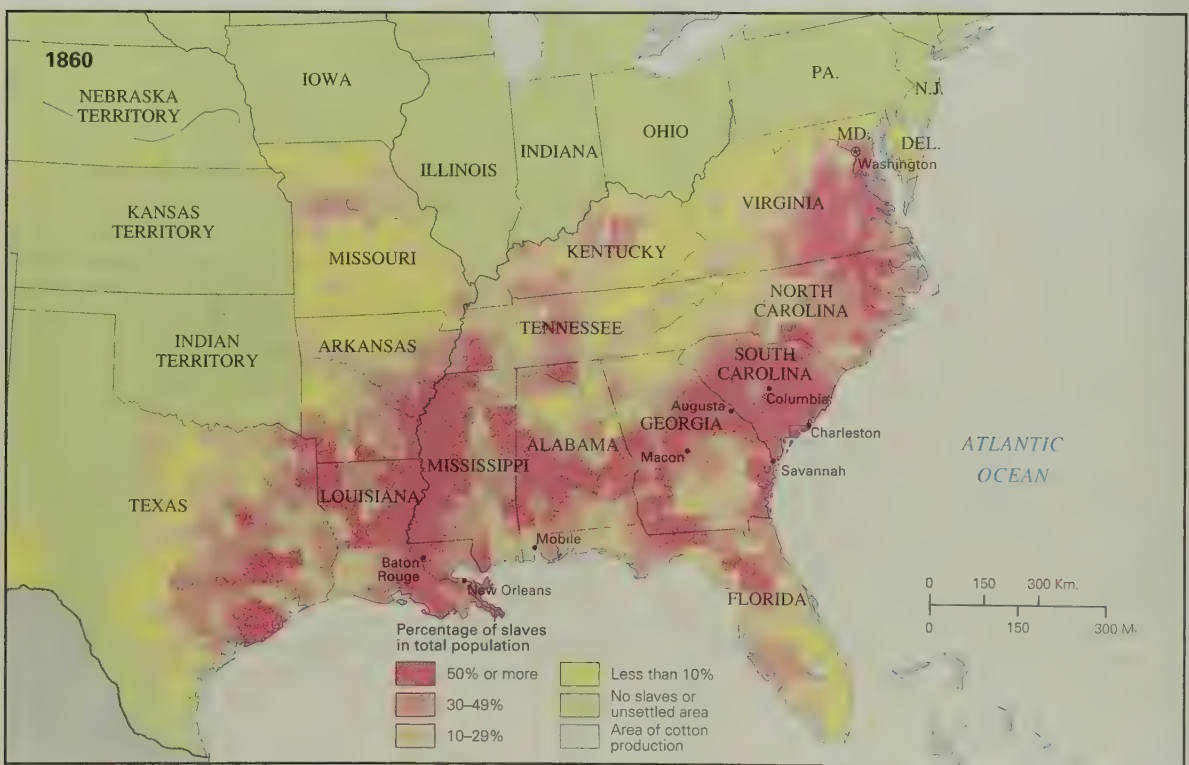 1860
NEBRASKA
TERRITORY
IOWA
PA.
N.J.
OHIO
INDIANA
ILLINOIS
MD.
DEL.
Washington
VIRGINIA
KANSAS
TERRITORY
MISSOURI
KENTUCKY
NORTH
CAROLINA
TENNESSEE
INDIAN
TERRITORY
ARKANSAS
SOUTH
CAROLINA
Columbia
Augusta
GEORGIA
Charleston
ALABAMA
Macon
MISSISSIPPI
Savannah
ATLANTIC
OCEAN
TEXAS
LOUISIANA
Mobile
Baton
Rouge
New Orleans
FLORIDA
0 150 300 Km.
0 150 300 M.
Percentage of slaves
in total population
50% or more
30–49%
10–29%
Less than 10%
No slaves or
unsettled area
Area of cotton
production